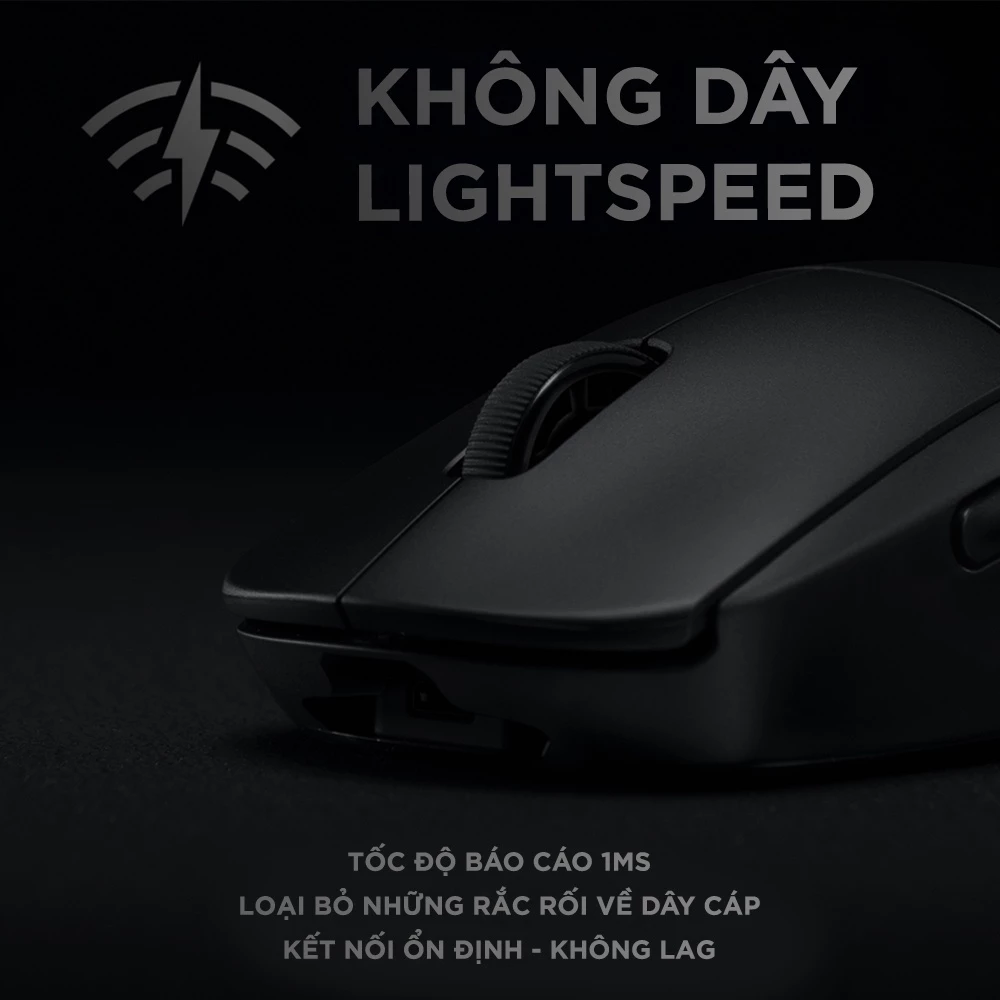 KHÔNG DÂY
LIGHTSPEED
TỐC ĐỘ BÁO CÁO 1MS
LOẠI BỎ NHỮNG RẮC RỐI VỀ DÂY CÁP
KẾT NỐI ỔN ĐỊNH - KHÔNG LAG